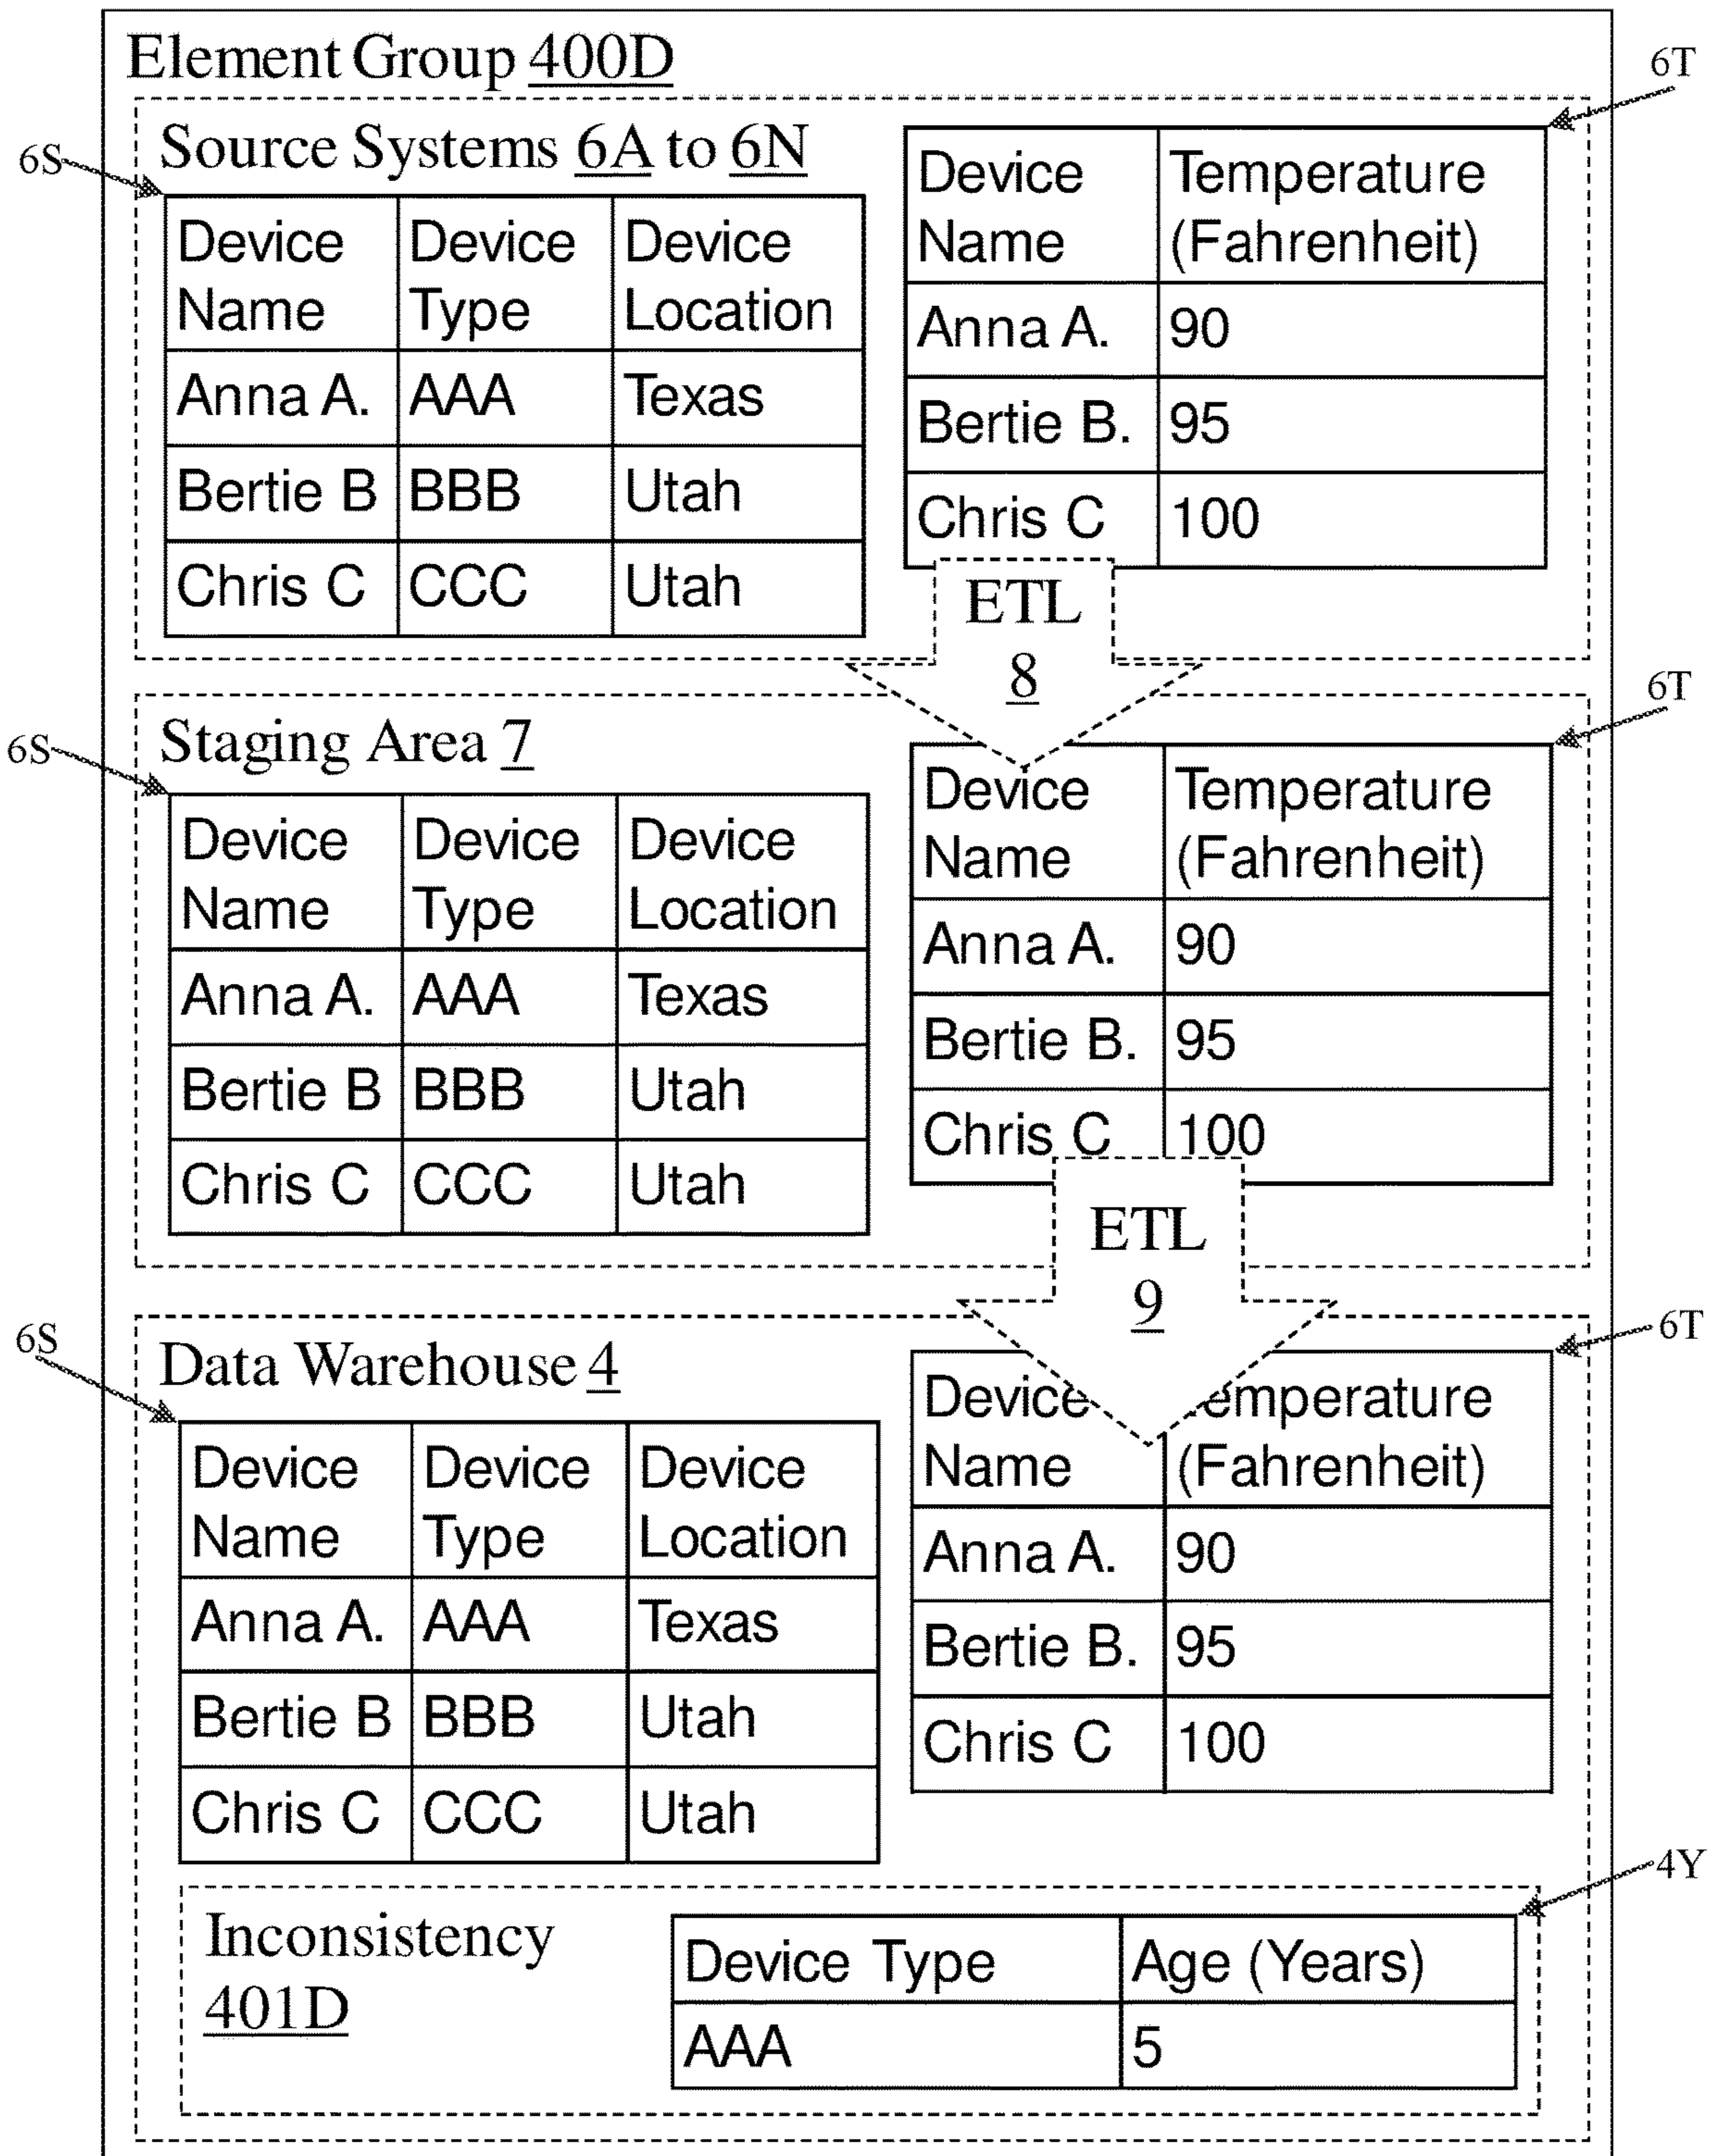 Element Group 400D
6T
6S
Source Systems 6A to 6N
Device Name
Device Type
Device Location
Anna A. AAA Texas
Bertie B BBB Utah
Chris C CCC Utah
Device Name
Temperature (Fahrenheit)
Anna A. 90
Bertie B. 95
Chris C 100
ETL
8
6T
6S
Staging Area 7
Device Name
Device Type
Device Location
Anna A. AAA Texas
Bertie B BBB Utah
Chris C CCC Utah
Device Name
Temperature (Fahrenheit)
Anna A. 90
Bertie B. 95
Chris C 100
ETL
9
6T
6S
Data Warehouse 4
Device Name
Device Type
Device Location
Anna A. AAA Texas
Bertie B BBB Utah
Chris C CCC Utah
Device Name
Temperature (Fahrenheit)
Anna A. 90
Bertie B. 95
Chris C 100
4Y
Inconsistency
401D
Device Type Age (Years)
AAA 5